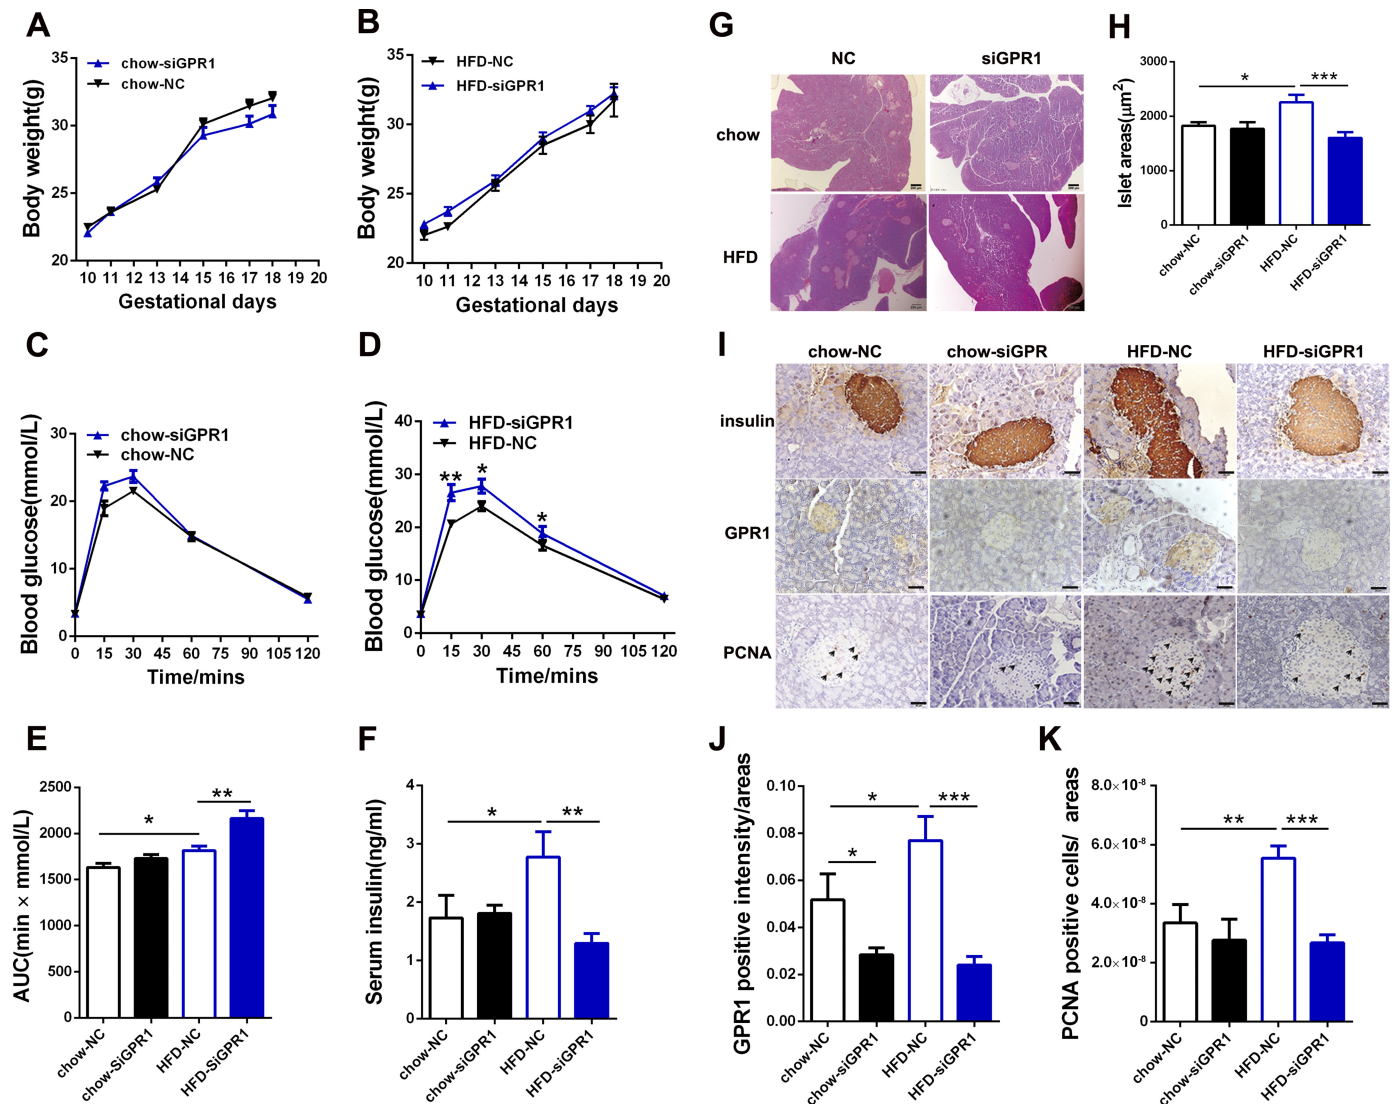 A
chow-siGPR1
chow-NC
Body weight(g)
35
30
25
20
10 11 12 13 14 15 16 17 18 19 20
Gestational days
B
HFD-NC
HFD-siGPR1
Body weight(g)
35
30
25
20
10 11 12 13 14 15 16 17 18 19 20
Gestational days
G
NC siGPR1
chow
HFD
H
Islet areas(μm2)
3000
2000
1000
0
* ***
chow-NC
chow-siGPR1
HFD-NC
HFD-siGPR1
C
chow-siGPR1
chow-NC
Blood glucose(mmol/L)
30
20
10
0
0 15 30 45 60 75 90 105 120
Time/mins
D
HFD-siGPR1
HFD-NC
Blood glucose(mmol/L)
40
30
20
10
0
** * *
0 15 30 45 60 75 90 105 120
Time/mins
I
chow-NC chow-siGPR HFD-NC HFD-siGPR1
insulin
GPR1
PCNA
E
AUC(min × mmol/L)
2500
2000
1500
1000
500
0
* **
chow-NC
chow-SiGPR1
HFD-NC
HFD-SiGPR1
F
Serum insulin(ng/ml)
4
3
2
1
0
* **
chow-NC
chow-siGPR1
HFD-NC
HFD-siGPR1
J
GPR1 positive intensity/areas
0.10
0.08
0.06
0.04
0.02
0.00
* ***
*
chow-NC
chow-siGPR1
HFD-NC
HFD-siGPR1
K
PCNA positive cells/ areas
8.0×10-8
6.0×10-8
4.0×10-8
2.0×10-8
0
** ***
chow-NC
chow-siGPR1
HFD-NC
HFD-siGPR1